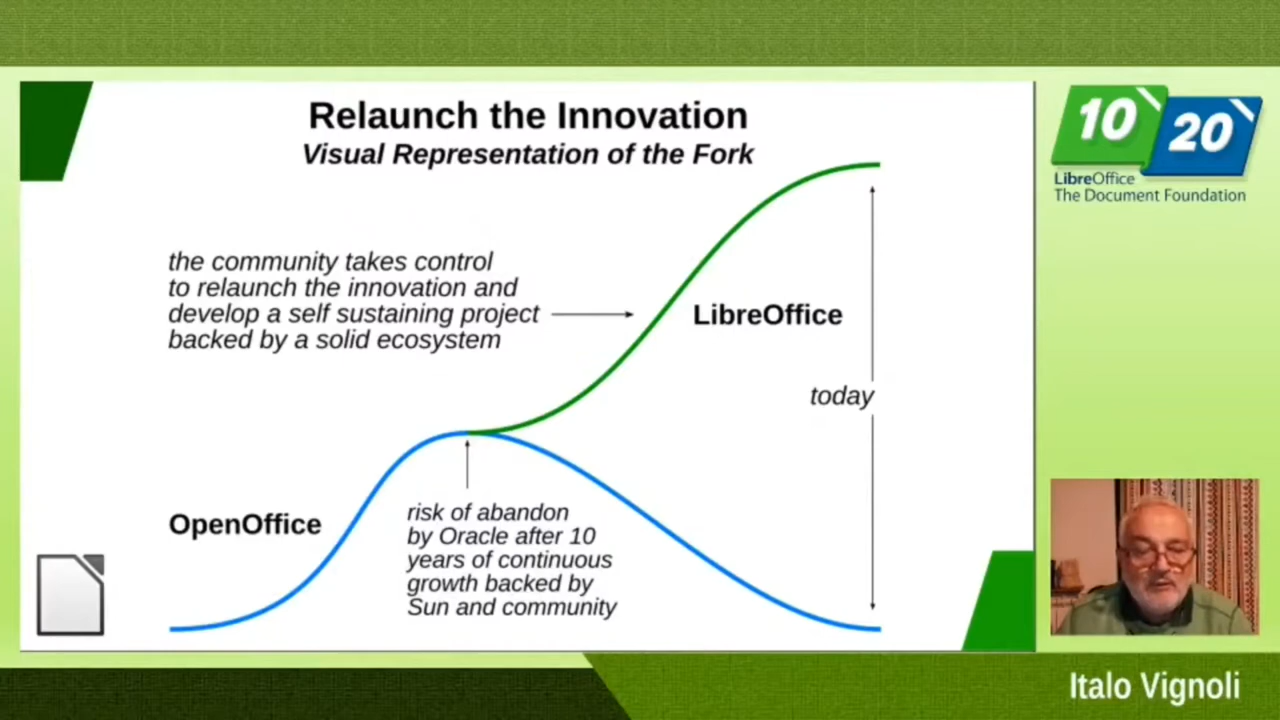 Relaunch the Innovation
Visual Representation of the Fork
10
20
LibreOffice
The Document Foundation
the community takes control
to relaunch the innovation and
develop a self sustaining project
backed by a solid ecosystem
LibreOffice
today
OpenOffice
risk of abandon
by Oracle after 10
years of continuous
growth backed by
Sun and community
Italo Vignoli